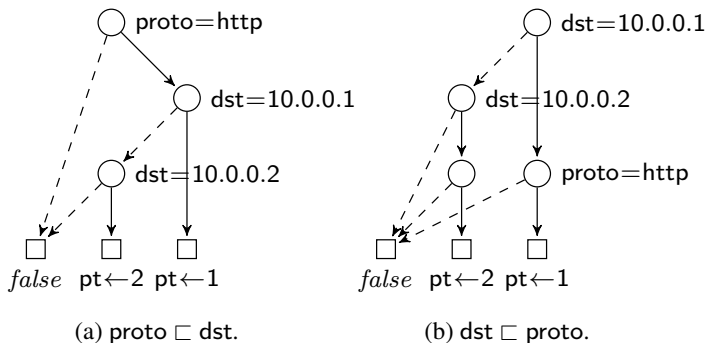 proto=http
dst=10.0.0.1
dst=10.0.0.2
false pt←2 pt←1
(a) proto ⊏ dst.
dst=10.0.0.1
dst=10.0.0.2
proto=http
false pt←2 pt←1
(b) dst ⊏ proto.